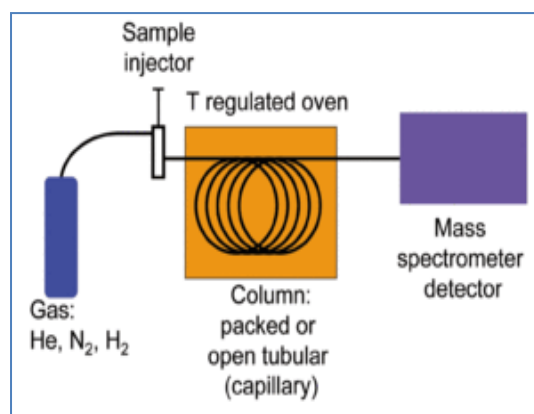 Sample
injector
T regulated oven
Gas:
He, N₂, H₂
Column:
packed or
open tubular
(capillary)
Mass
spectrometer
detector